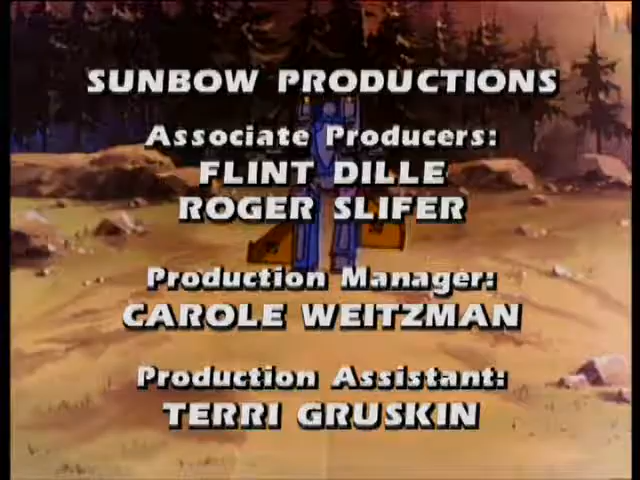 SUNBOW PRODUCTIONS
Associate Producers:
FLINT DILLE
ROGER SLIFER
Production Manager:
CAROLE WEITZMAN
Production Assistant:
TERRI GRUSKIN